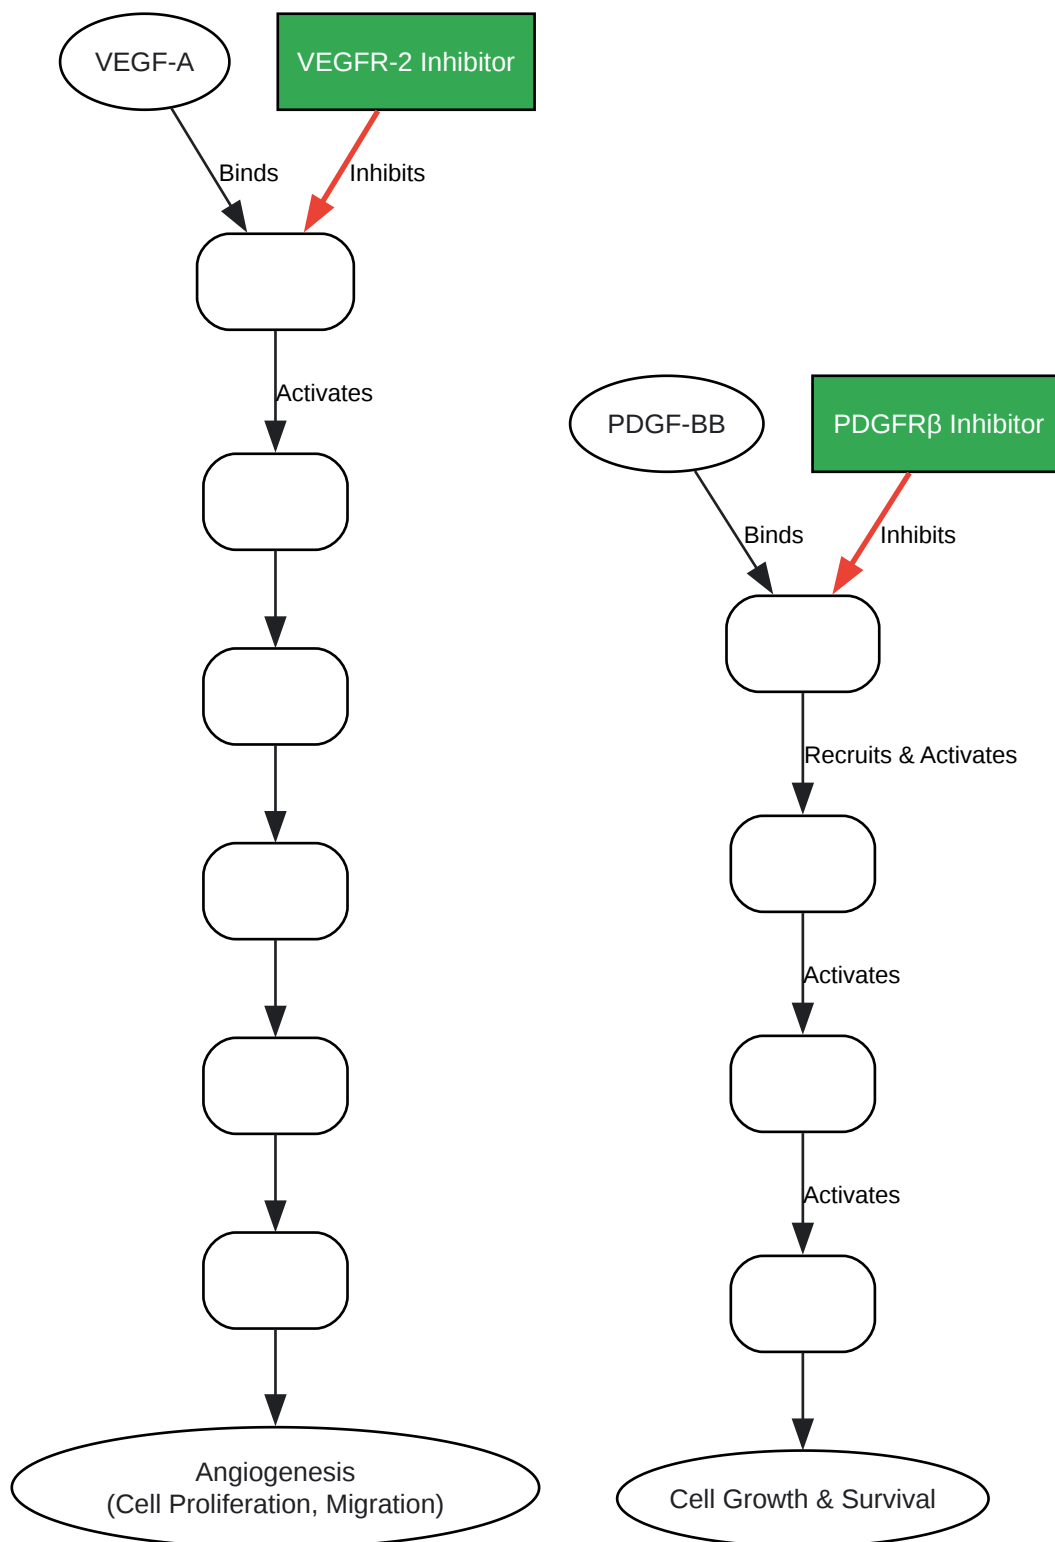 VEGF-A
VEGFR-2 Inhibitor
Binds
Inhibits
Activates
Angiogenesis
(Cell Proliferation, Migration)
PDGF-BB
PDGFRβ Inhibitor
Binds
Inhibits
Recruits & Activates
Activates
Activates
Cell Growth & Survival